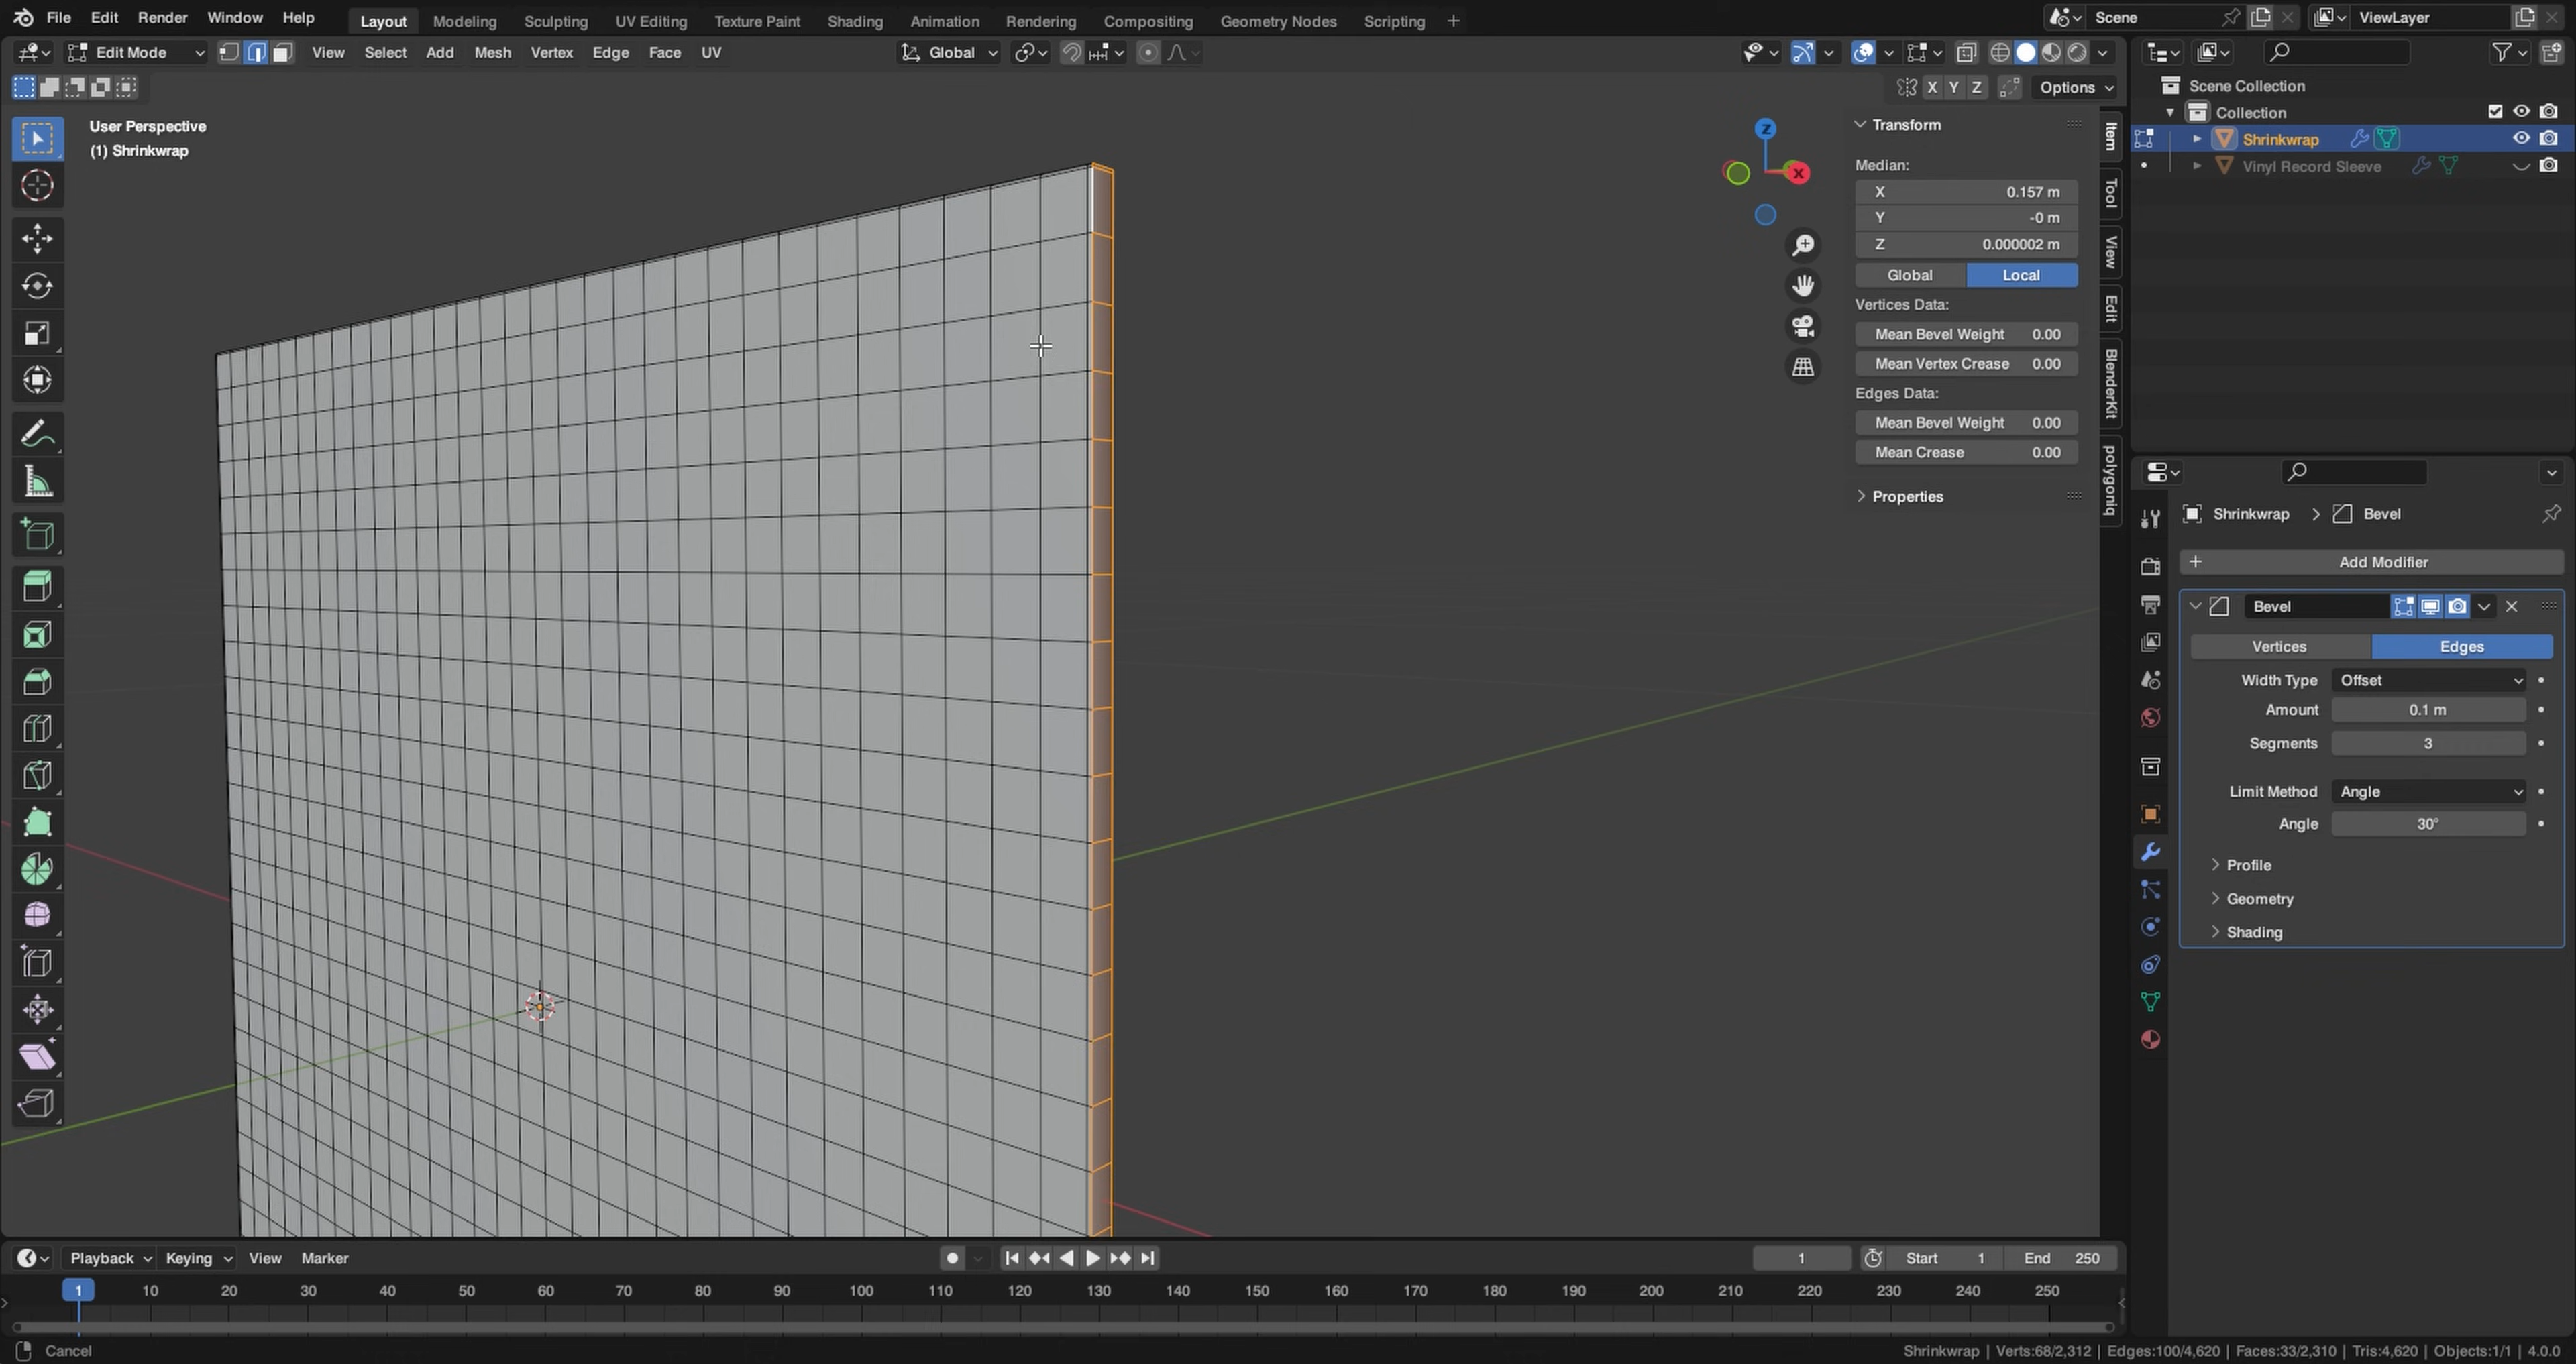 File Edit Render Window Help Layout Modeling Sculpting UV Editing Texture Paint Shading Animation Rendering Compositing Geometry Nodes Scripting + Scene ViewLayer
Edit Mode View Select Add Mesh Vertex Edge Face UV Global
X Y Z Options
User Perspective
(1) Shrinkwrap
Z
X
Transform
Median:
X 0.157 m
Y -0 m
Z 0.000002 m
Global Local
Vertices Data:
Mean Bevel Weight 0.00
Mean Vertex Crease 0.00
Edges Data:
Mean Bevel Weight 0.00
Mean Crease 0.00
Properties
Item
Tool
View
Edit
BlenderKit
polygoniq
Scene Collection
Collection
Shrinkwrap
Vinyl Record Sleeve
Shrinkwrap > Bevel
+ Add Modifier
Bevel
Vertices Edges
Width Type Offset
Amount 0.1 m
Segments 3
Limit Method Angle
Angle 30°
Profile
Geometry
Shading
Playback Keying View Marker 1 Start 1 End 250
1 10 20 30 40 50 60 70 80 90 100 110 120 130 140 150 160 170 180 190 200 210 220 230 240 250
Cancel Shrinkwrap | Verts:68/2,312 | Edges:100/4,620 | Faces:33/2,310 | Tris:4,620 | Objects:1/1 | 4.0.0